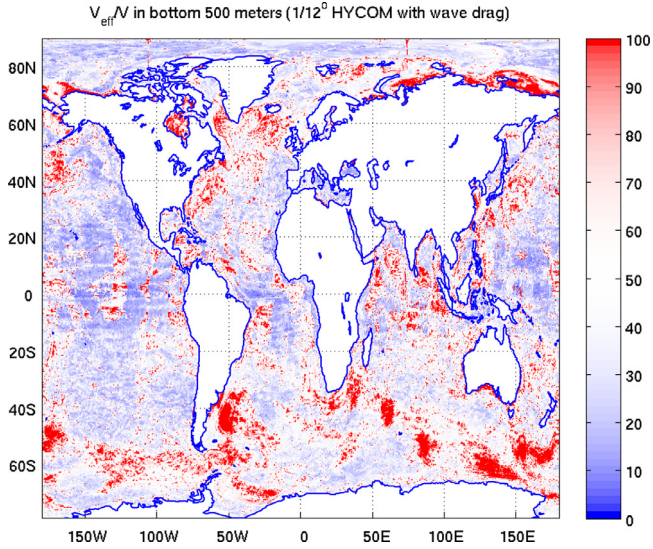 V_eff/V in bottom 500 meters (1/12^0 HYCOM with wave drag)
80N
60N
40N
20N
0
20S
40S
60S
150W 100W 50W 0 50E 100E 150E
100
90
80
70
60
50
40
30
20
10
0